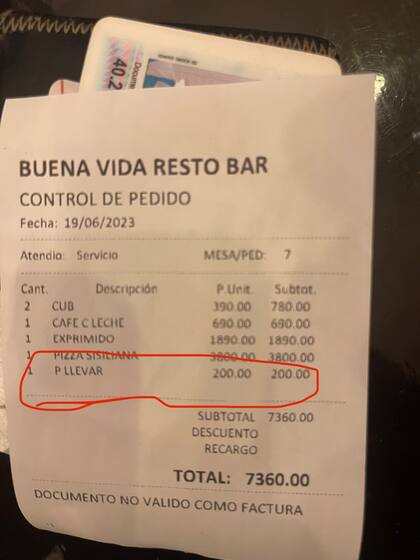 40.2
Docume
BUENA VIDA RESTO BAR
CONTROL DE PEDIDO
Fecha: 19/06/2023
Atendio: Servicio MESA/PED: 7
Cant. Descripción P.Unit. Subtot.
2 CUB 390.00 780.00
1 CAFE C LECHE 690.00 690.00
1 EXPRIMIDO 1890.00 1890.00
1 PIZZA SISILIANA 3800.00 3800.00
1 P LLEVAR 200.00 200.00
SUBTOTAL 7360.00
DESCUENTO
RECARGO
TOTAL: 7360.00
DOCUMENTO NO VALIDO COMO FACTURA